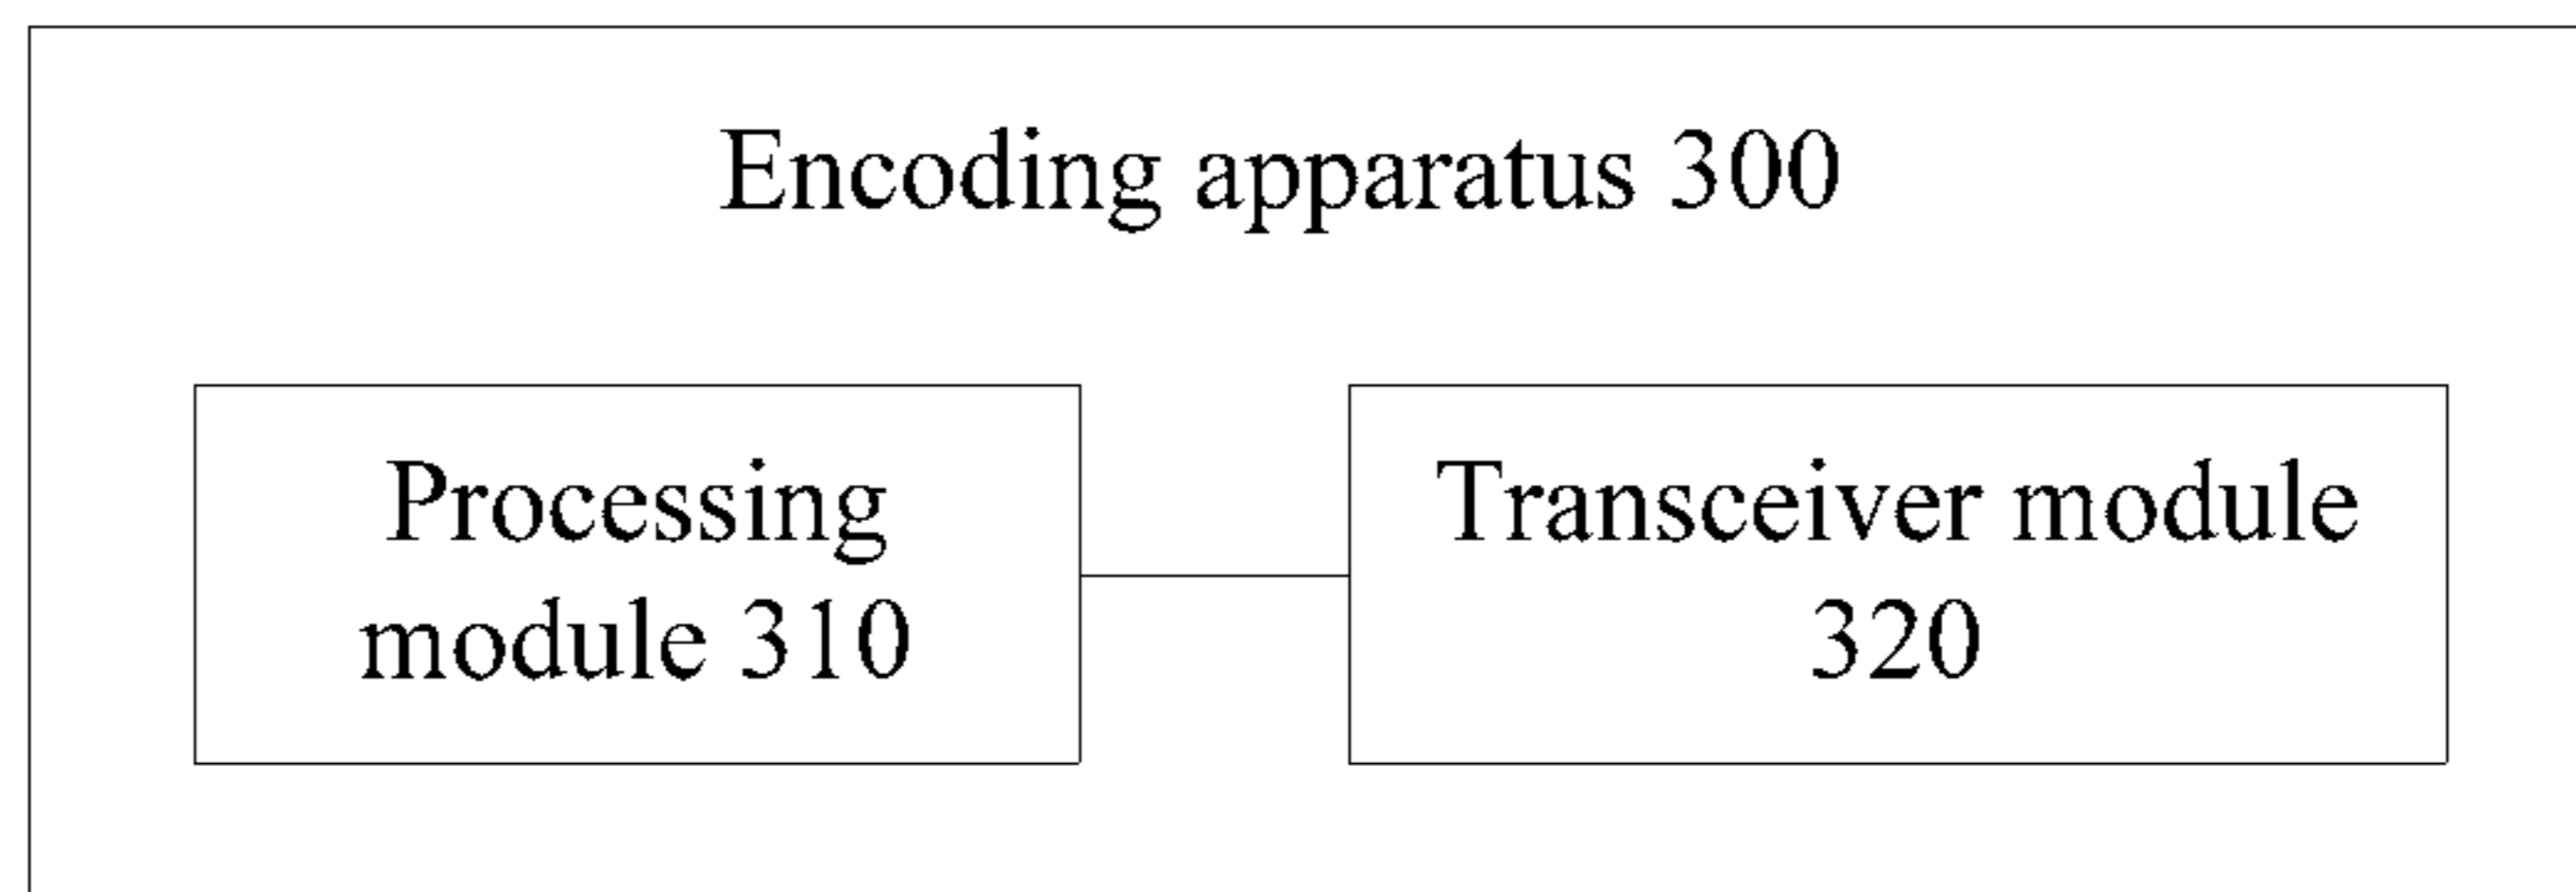 Encoding apparatus 300
Processing
module 310
Transceiver module
320